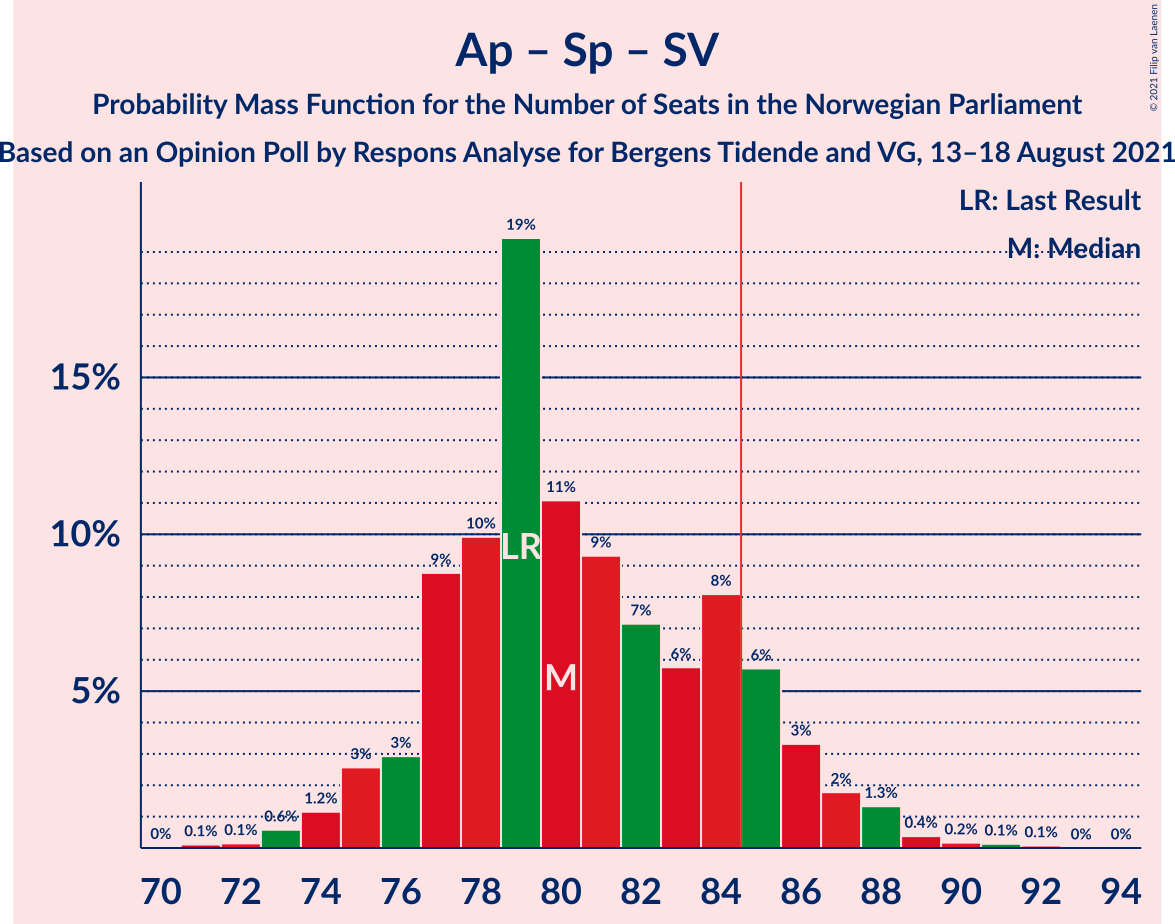 Ap – Sp – SV
Probability Mass Function for the Number of Seats in the Norwegian Parliament
Based on an Opinion Poll by Respons Analyse for Bergens Tidende and VG, 13–18 August 2021
© 2021 Filip van Laenen
LR: Last Result
M: Median
15%
10%
5%
0% 0.1% 0.1% 0.6% 1.2% 3% 3% 9% 10% 19% 11% 9% 7% 6% 8% 6% 3% 2% 1.3% 0.4% 0.2% 0.1% 0.1% 0% 0%
LR
M
70 72 74 76 78 80 82 84 86 88 90 92 94